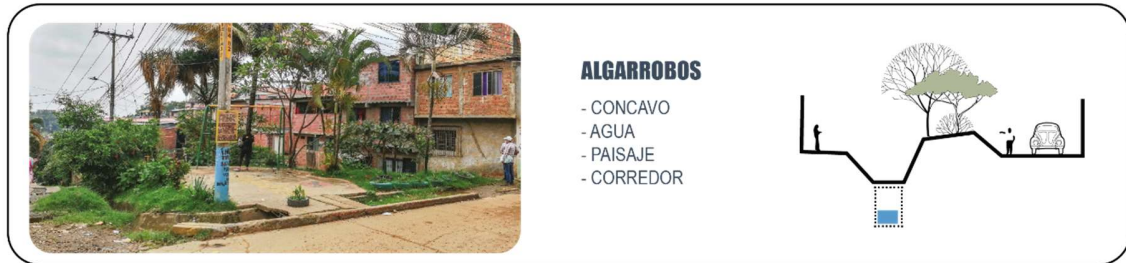 ALGARROBOS
- CONCAVO
- AGUA
- PAISAJE
- CORREDOR